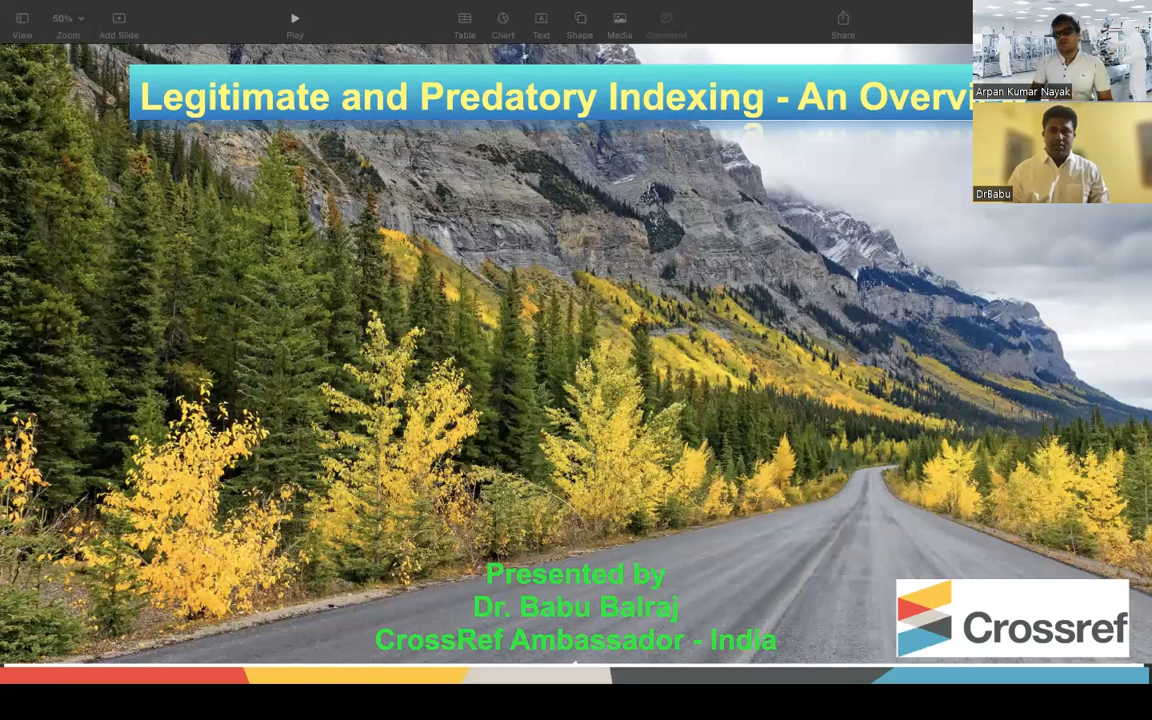 50%
View
Zoom
Add Slide
Play
Table
Chart
Text
Shape
Media
Comment
Share
Legitimate and Predatory Indexing - An
Arpan Kumar Nayak
DrBabu
Presented by
Dr. Babu Balraj
CrossRef Ambassador - India
Crossref